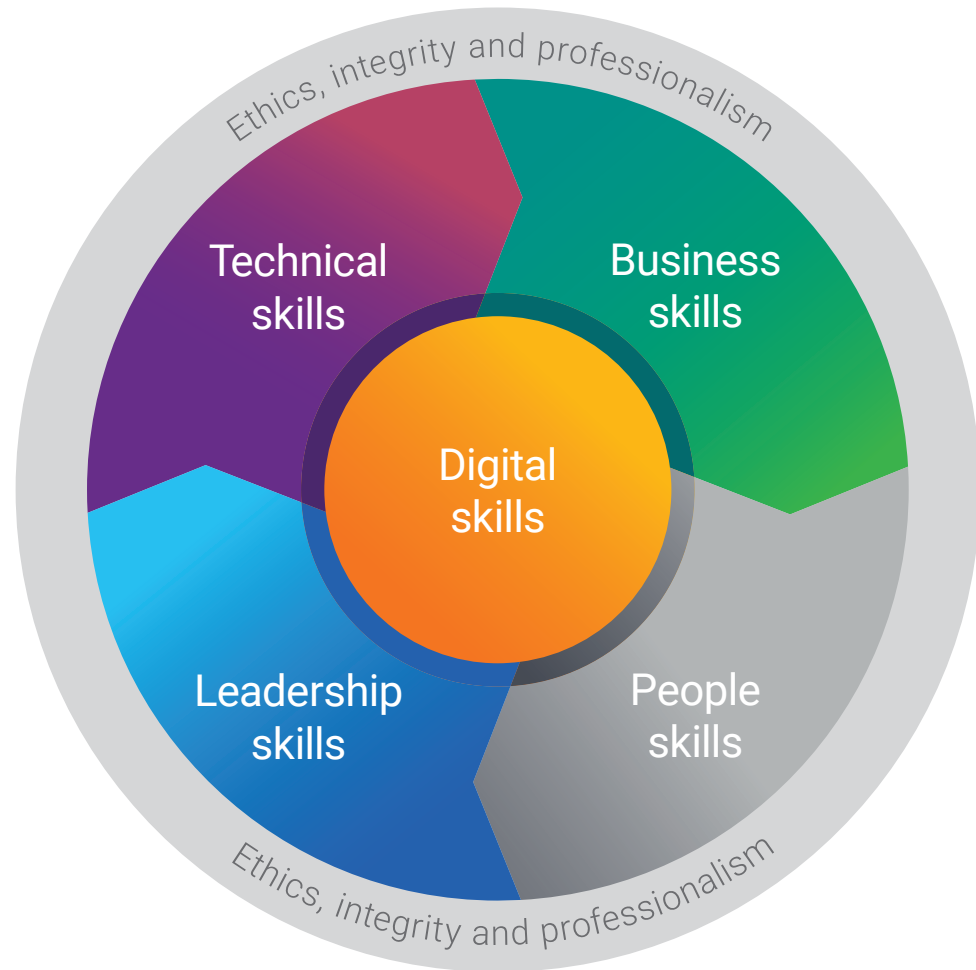 Ethics, integrity and professionalism
Technical
skills
Business
skills
Digital
skills
Leadership
skills
People
skills
Ethics, integrity and professionalism